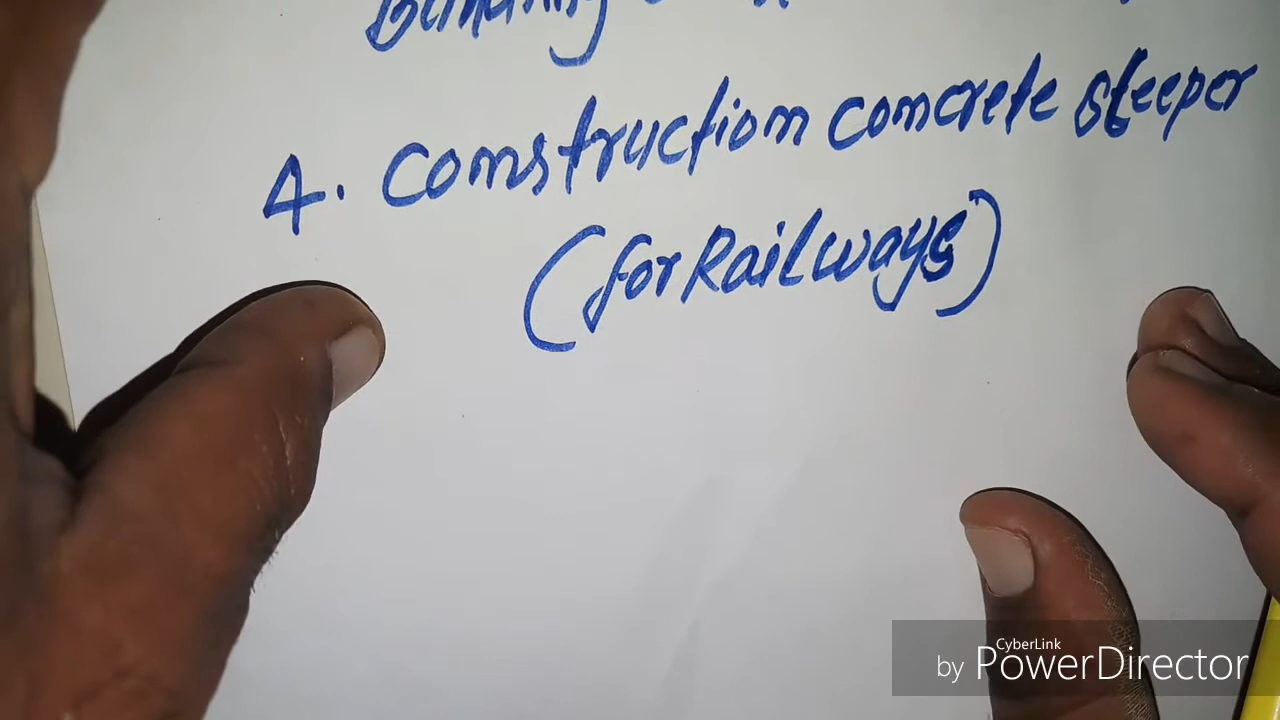 4. Construction concrete sleeper
(for Railways)
CyberLink
by PowerDirector